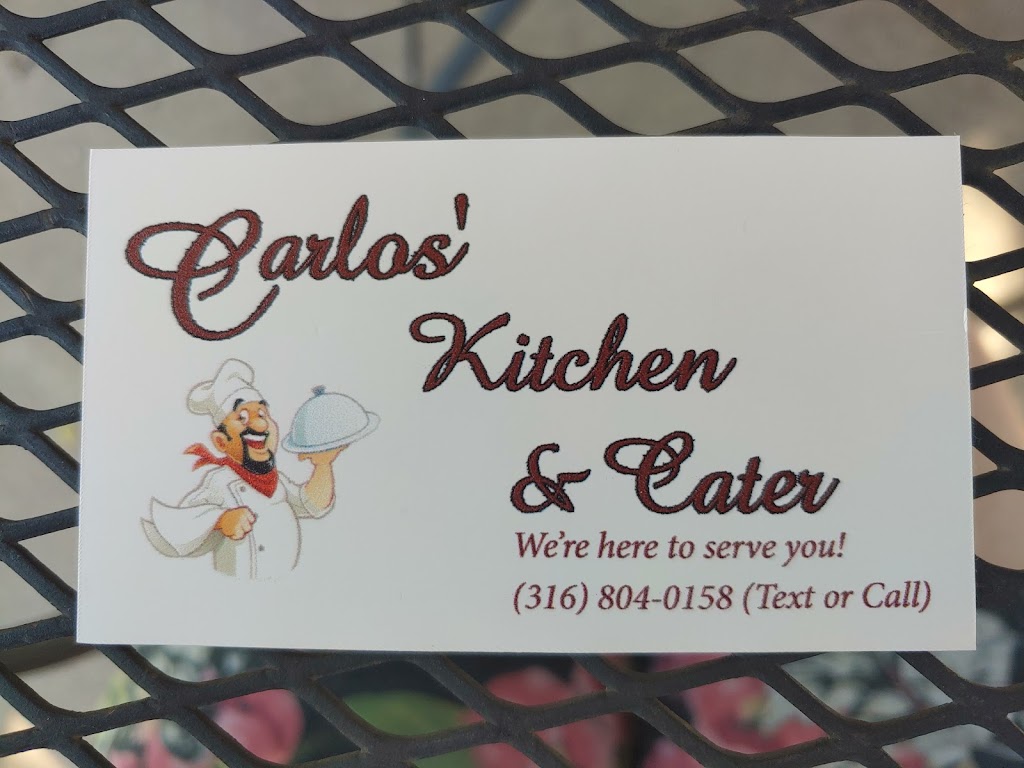 Carlos'
Kitchen
& Cater
We're here to serve you!
(316) 804-0158 (Text or Call)